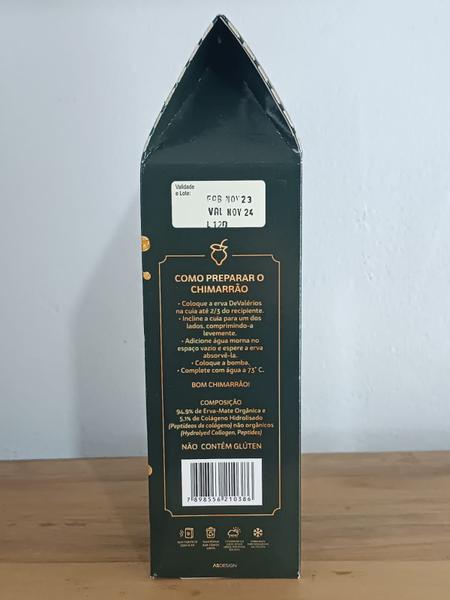 Validade
e Lote:
FAB NOV 23
VAL NOV 24
L 120
COMO PREPARAR O
CHIMARRÃO
• Coloque a erva DeValérios
na cuia até 2/3 do recipiente.
• Incline a cuia para um dos
lados, comprimindo-a
levemente.
• Adicione água morna no
espaço vazio e espere a erva
absorvê-la.
• Coloque a bomba.
• Complete com água a 73° C.
BOM CHIMARRÃO!
COMPOSIÇÃO
94,9% de Erva-Mate Orgânica e
5,1% de Colágeno Hidrolisado
(Peptídeos de colágeno) não orgânicos
(Hydrolyed Collagen, Peptides)
NÃO CONTÉM GLÚTEN
7 898556 210386
DESIGN